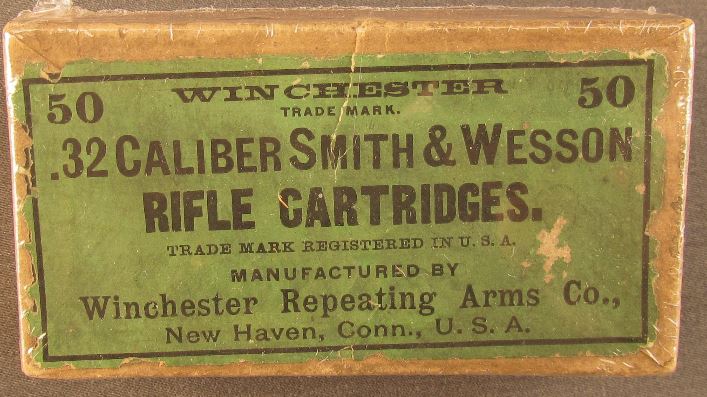 50 WINCHESTER 50
TRADE MARK.
.32 CALIBER SMITH & WESSON
RIFLE CARTRIDGES.
TRADE MARK REGISTERED IN U. S. A.
MANUFACTURED BY
Winchester Repeating Arms Co.,
New Haven, Conn., U. S. A.